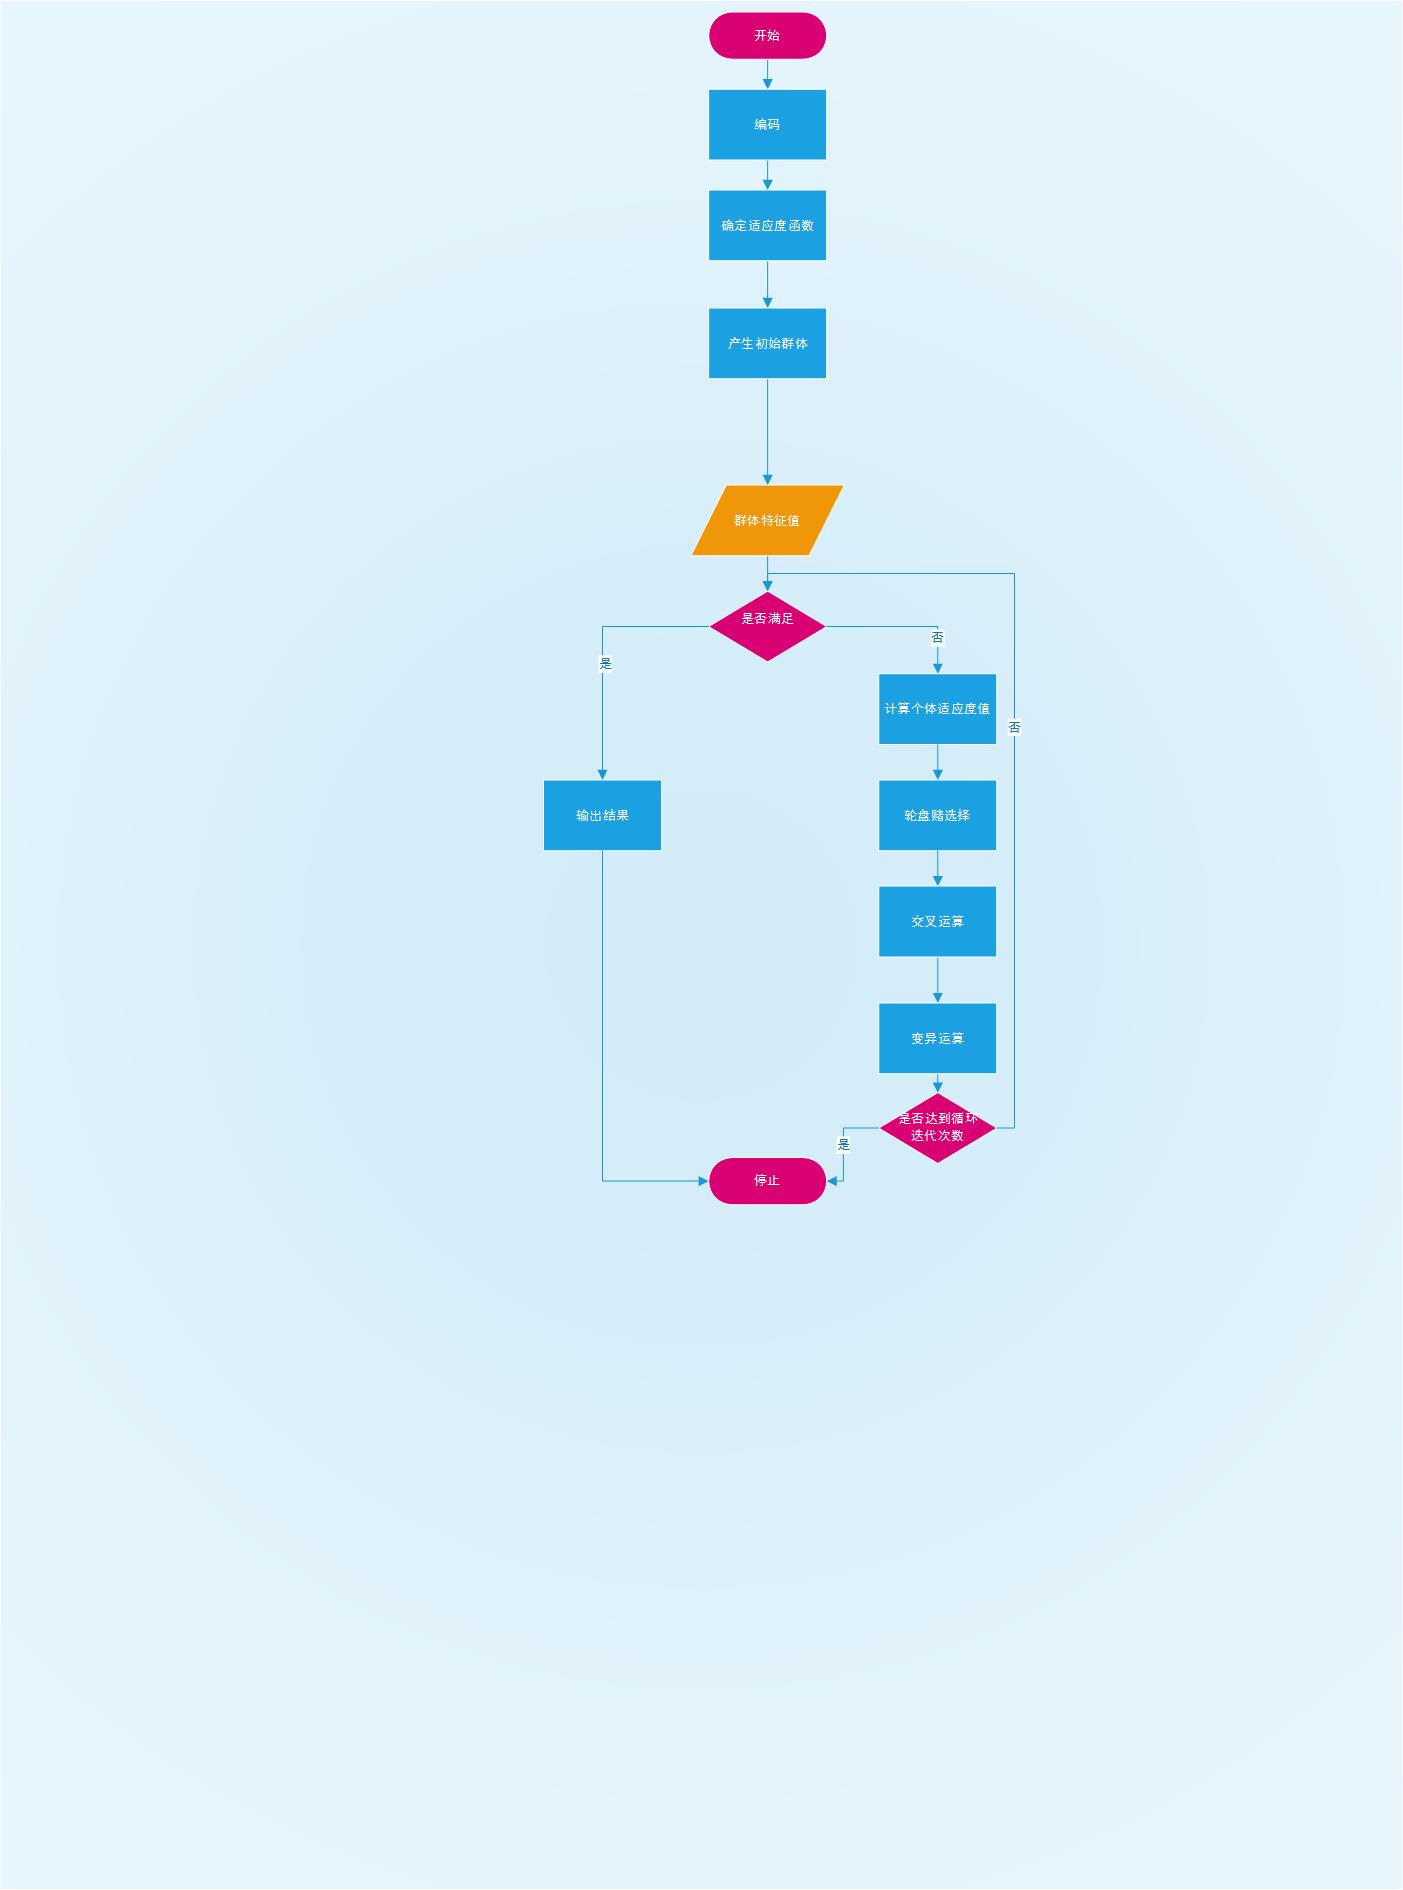 开始
编码
确定适应度函数
产生初始群体
群体特征值
是否满足
是
否
计算个体适应度值
否
输出结果
轮盘赌选择
交叉运算
变异运算
是否达到循环
迭代次数
是
停止